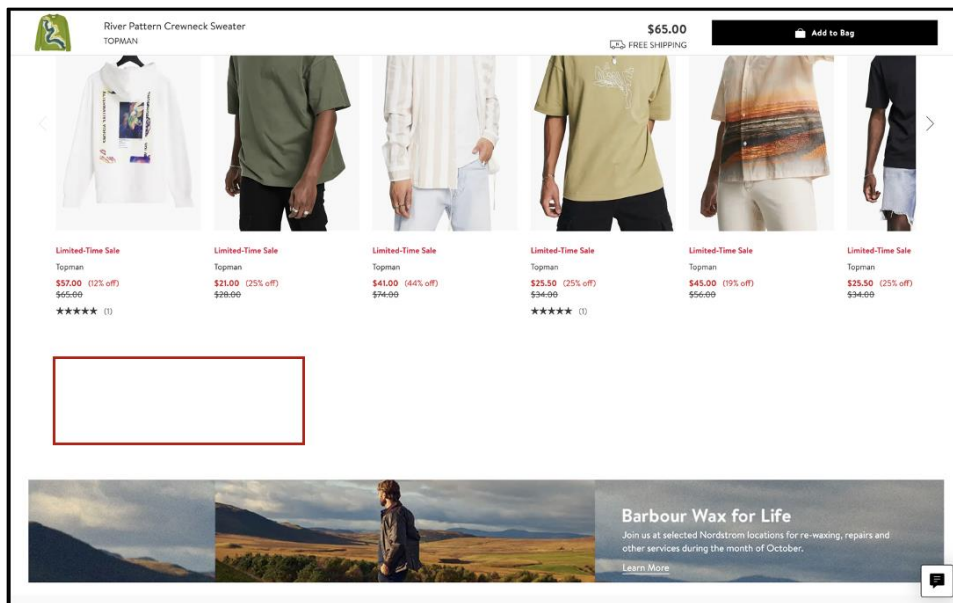 River Pattern Crewneck Sweater
TOPMAN
$65.00
FREE SHIPPING
Add to Bag
Limited-Time Sale
Topman
$57.00 (12% off)
$65.00
★★★★★ (1)
Limited-Time Sale
Topman
$21.00 (25% off)
$28.00
Limited-Time Sale
Topman
$41.00 (44% off)
$74.00
Limited-Time Sale
Topman
$25.50 (25% off)
$34.00
★★★★★ (1)
Limited-Time Sale
Topman
$45.00 (19% off)
$56.00
Limited-Time Sale
Topman
$25.50 (25% off)
$34.00
Barbour Wax for Life
Join us at selected Nordstrom locations for re-waxing, repairs and
other services during the month of October.
Learn More